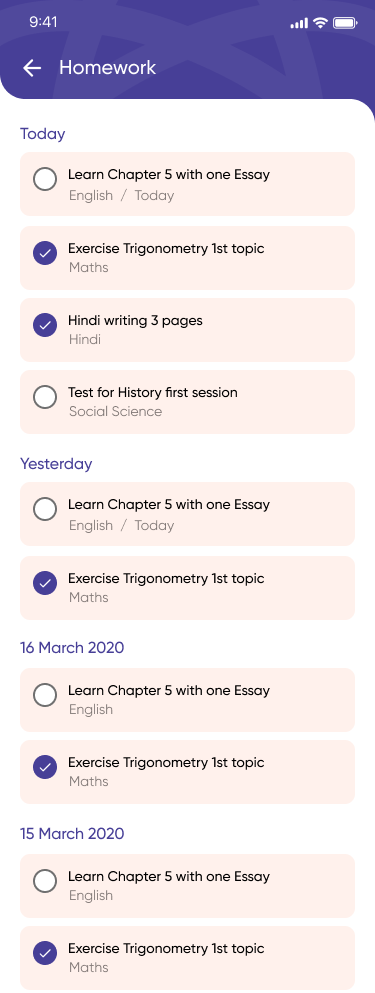 9:41
Homework
Today
Learn Chapter 5 with one Essay
English / Today
Exercise Trigonometry 1st topic
Maths
Hindi writing 3 pages
Hindi
Test for History first session
Social Science
Yesterday
Learn Chapter 5 with one Essay
English / Today
Exercise Trigonometry 1st topic
Maths
16 March 2020
Learn Chapter 5 with one Essay
English
Exercise Trigonometry 1st topic
Maths
15 March 2020
Learn Chapter 5 with one Essay
English
Exercise Trigonometry 1st topic
Maths